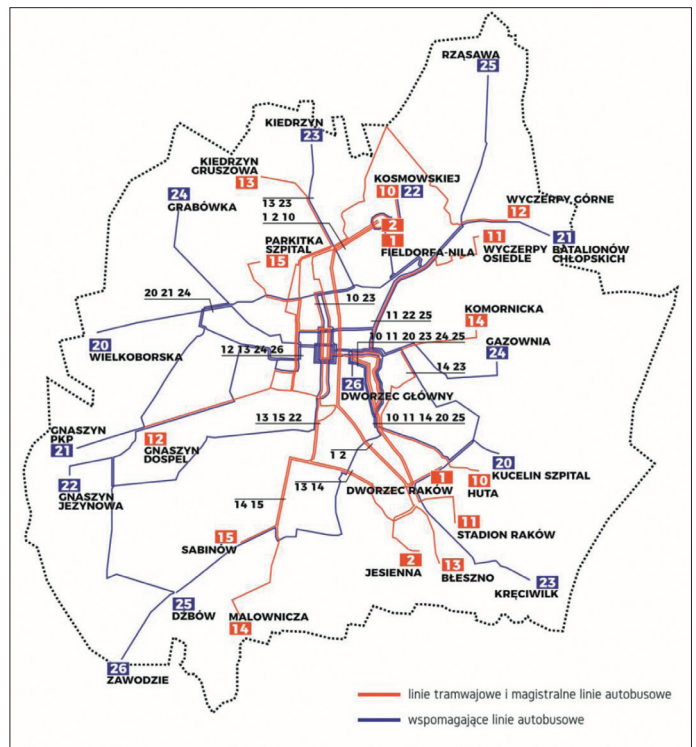 RZĄSAWA
25
KIEDRZYN
23
KIEDRZYN
GRUSZOWA
13
24
GRABÓWKA
KOSMOWSKIEJ
10 22
WYCZERPY GÓRNE
12
13 23
1 2 10
2
1
FIELDORFA-NILA
11
WYCZERPY
OSIEDLE
21
BATALIONÓW
CHŁOPSKICH
PARKITKA
SZPITAL
15
20 21 24
10 23
KOMORNICKA
14
11 22 25
GAZOWNIA
24
20
WIELKOBORSKA
12 13 24 26
10 11 20 23 24 25
14 23
26
DWORZEC GŁÓWNY
GNASZYN
PKP
21
12
GNASZYN
DOSPEL
13 15 22
10 11 14 20 25
1 2
22
GNASZYN
JEZYNOWA
13 14
DWORZEC RAKÓW
1
10
HUTA
20
KUCELIN SZPITAL
14 15
11
STADION RAKÓW
15
SABINÓW
2
JESIENNA
13
BŁESZNO
23
KRĘCIWILK
25
DŹBÓW
MALOWNICZA
14
26
ZAWODZIE
linie tramwajowe i magistralne linie autobusowe
wspomagające linie autobusowe